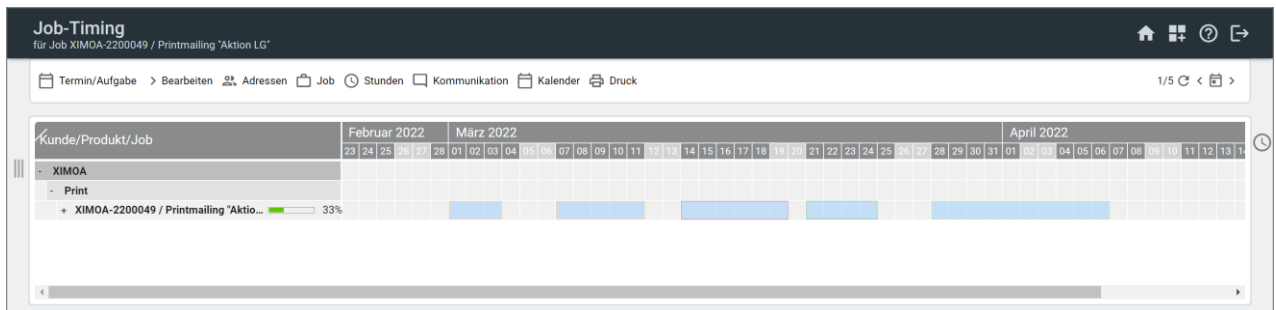 Job-Timing
für Job XIMOA-2200049 / Printmailing "Aktion LG"
Termin/Aufgabe Bearbeiten Adressen Job Stunden Kommunikation Kalender Druck 1/5
Kunde/Produkt/Job Februar 2022 März 2022 April 2022
23 24 25 26 27 28 01 02 03 04 05 06 07 08 09 10 11 12 13 14 15 16 17 18 19 20 21 22 23 24 25 26 27 28 29 30 31 01 02 03 04 05 06 07 08 09 10 11 12 13
- XIMOA
- Print
+ XIMOA-2200049 / Printmailing "Aktio... 33%